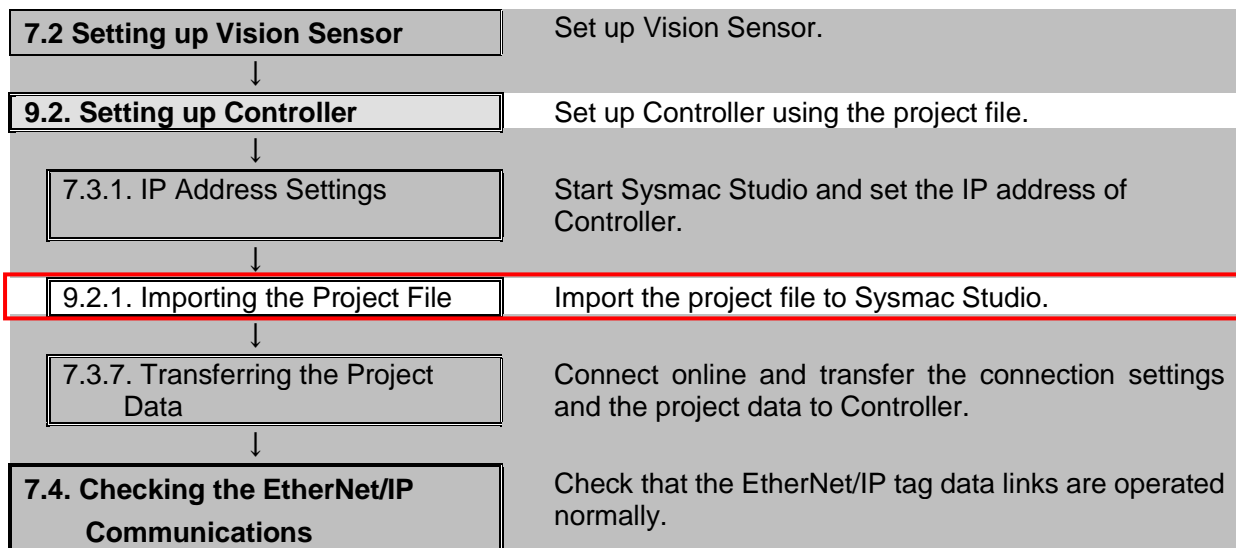 7.2 Setting up Vision Sensor
Set up Vision Sensor.
↓
9.2. Setting up Controller
Set up Controller using the project file.
↓
7.3.1. IP Address Settings
Start Sysmac Studio and set the IP address of
Controller.
↓
9.2.1. Importing the Project File
Import the project file to Sysmac Studio.
↓
7.3.7. Transferring the Project
Data
Connect online and transfer the connection settings
and the project data to Controller.
↓
7.4. Checking the EtherNet/IP
Communications
Check that the EtherNet/IP tag data links are operated
normally.